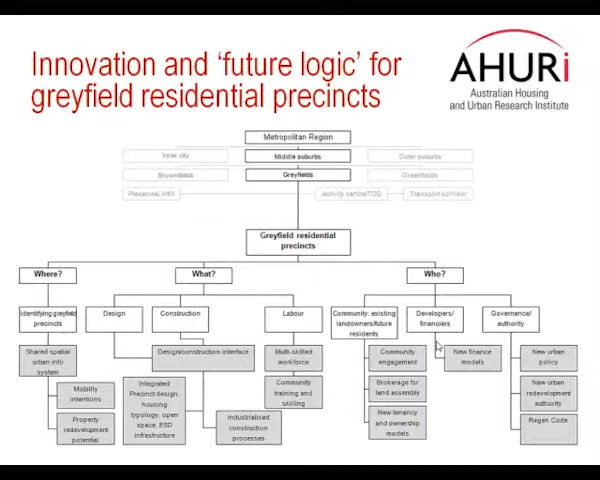 Innovation and ‘future logic’ for
greyfield residential precincts
AHURi
Australian Housing
and Urban Research Institute
Metropolitan Region
Inner city
Middle suburbs
Outer suburbs
Brownfields
Greyfields
Greenfields
Piecemeal infill
Activity central/TOD
Transport corridor
Greyfield residential
precincts
Where?
What?
Who?
Identifying greyfield
precincts
Design
Construction
Labour
Community: existing
landowners/future
residents
Developers/
financiers
Governance/
authority
Shared spatial
urban info
system
Design/construction interface
Multi-skilled
workforce
Community
engagement
New finance
models
New urban
policy
Mobility
intentions
Integrated
Precinct design:
housing
typology, open
space, ESD
infrastructure
Community
training and
skilling
Brokerage for
land assembly
New urban
redevelopment
authority
Property
redevelopment
potential
Industrialised
construction
processes
New tenancy
and ownership
models
Regen Code